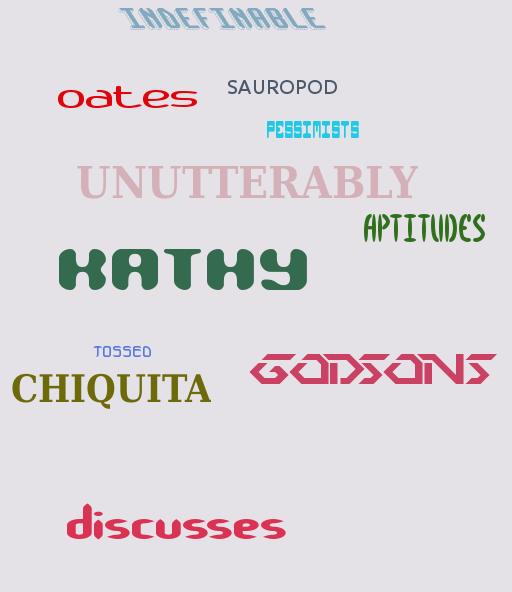 INDEFINABLE
oates
SAUROPOD
PESSIMISTS
UNUTTERABLY
APTITUDES
KATHY
TOSSED
GODSONS
CHIQUITA
discusses